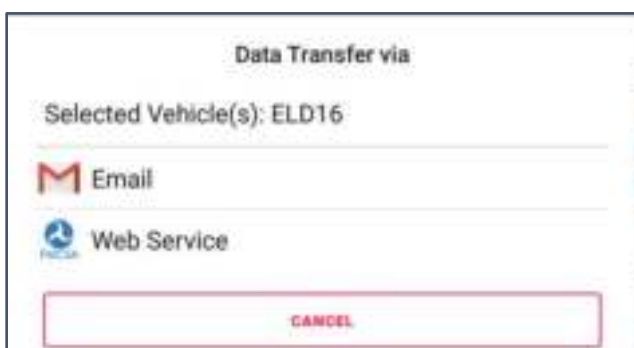 Data Transfer via
Selected Vehicle(s): ELD16
Email
Web Service
CANCEL